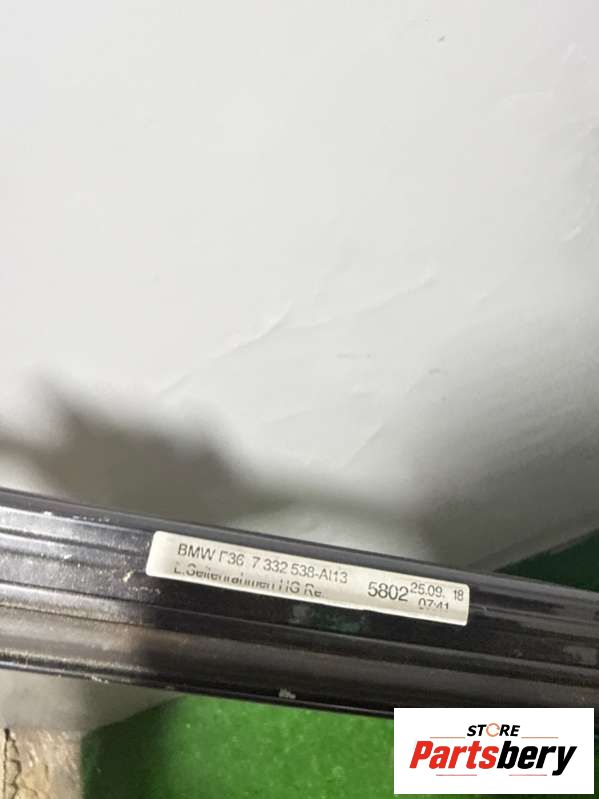 BMW F36 7 332 538-AI13
L.Seitenrahmen HG Re.
5802 25.09. 18
07:41
STORE
Partsbery